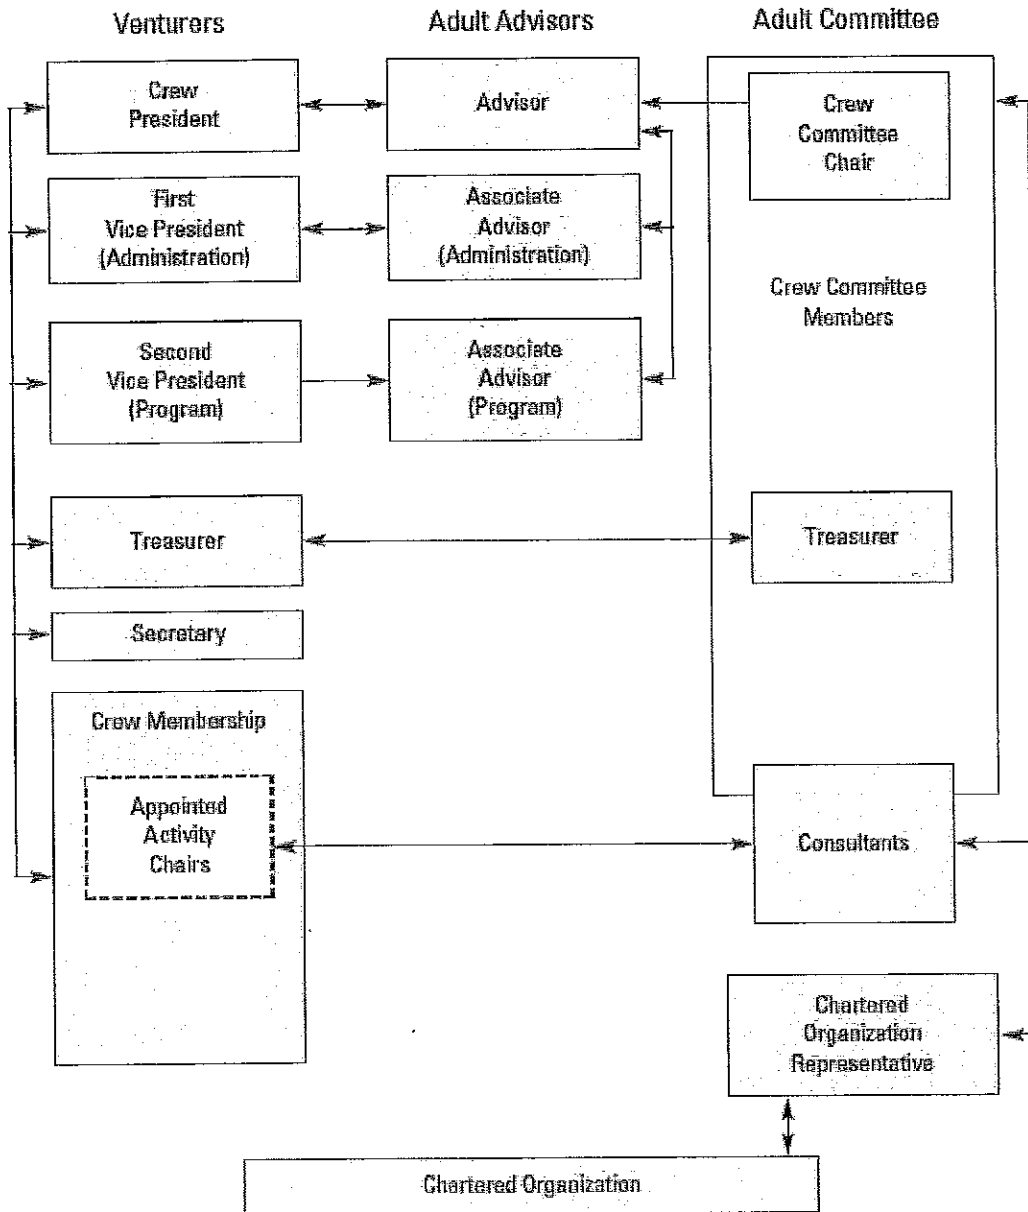 Venturers
Adult Advisors
Adult Committee
Crew
President
Advisor
Crew
Committee
Chair
First
Vice President
(Administration)
Associate
Advisor
(Administration)
Crew Committee
Members
Second
Vice President
(Program)
Associate
Advisor
(Program)
Treasurer
Treasurer
Secretary
Crew Membership
Appointed
Activity
Chairs
Consultants
Chartered
Organization
Representative
Chartered Organization